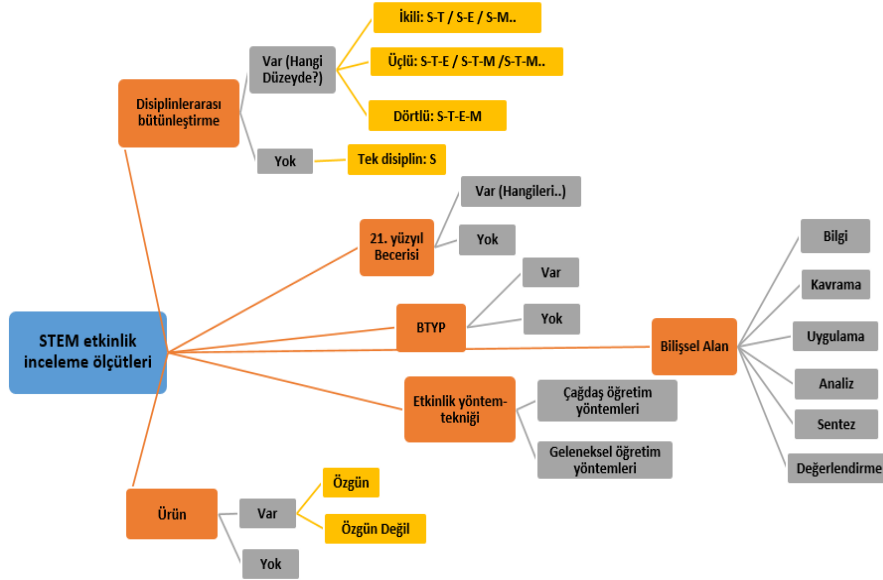 İkili: S-T / S-E / S-M..
Var (Hangi
Düzeyde?)
Üçlü: S-T-E / S-T-M /S-T-M..
Disiplinlerarası
bütünleştirme
Dörtlü: S-T-E-M
Yok
Tek disiplin: S
Var (Hangileri..)
21. yüzyıl
Becerisi
Yok
Var
BTYP
Yok
STEM etkinlik
inceleme ölçütleri
Bilişsel Alan
Bilgi
Kavrama
Uygulama
Analiz
Sentez
Değerlendirme
Etkinlik yöntem-
tekniği
Çağdaş öğretim
yöntemleri
Geleneksel öğretim
yöntemleri
Ürün
Var
Özgün
Özgün Değil
Yok